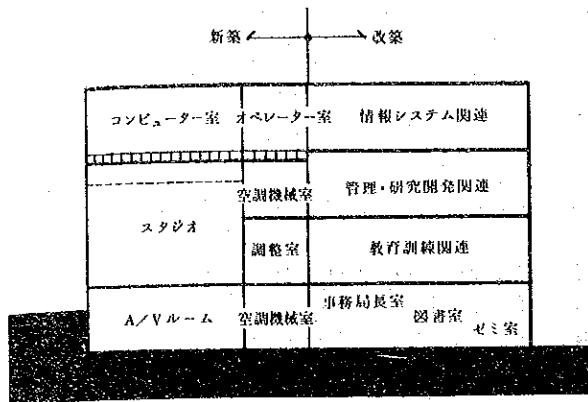 新築 改築
コンピューター室 オペレーター室 情報システム関連
空調機械室 管理・研究開発関連
スタジオ
調整室 教育訓練関連
事務局長室
A/Vルーム 空調機械室 図書室
ゼミ室